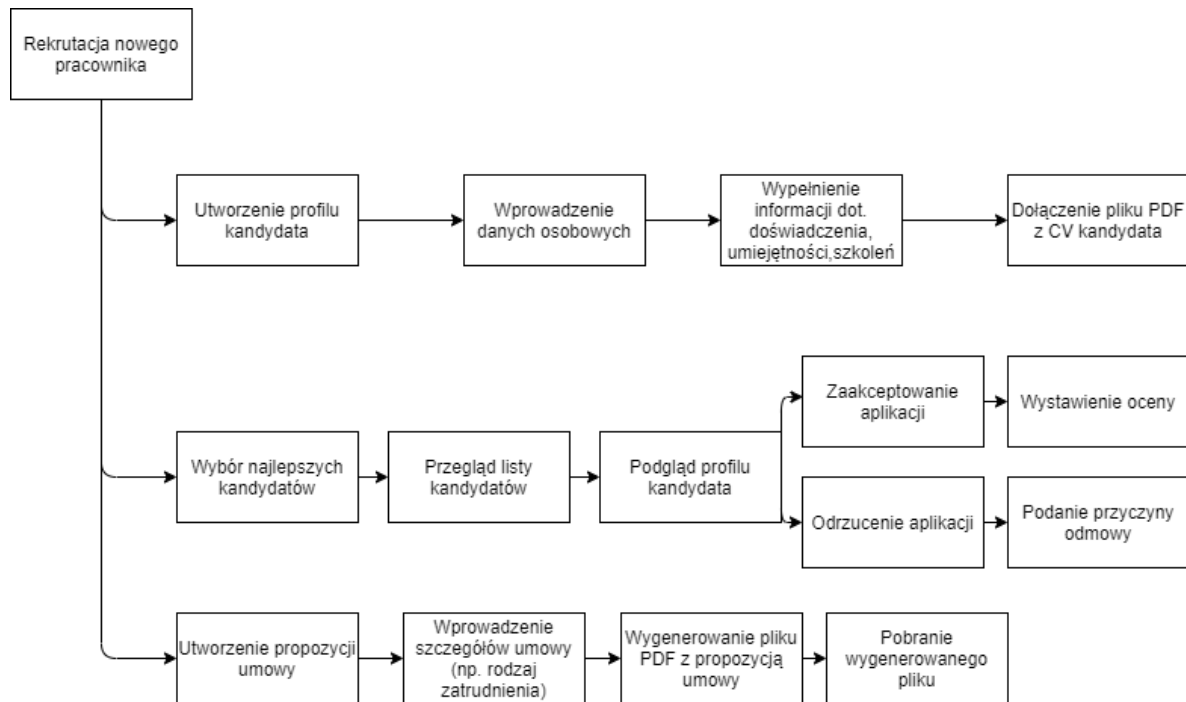 Rekrutacja nowego
pracownika
Utworzenie profilu
kandydata
Wprowadzenie
danych osobowych
Wypełnienie
informacji dot.
doświadczenia,
umiejętności,szkoleń
Dołączenie pliku PDF
z CV kandydata
Wybór najlepszych
kandydatów
Przegląd listy
kandydatów
Podgląd profilu
kandydata
Zaakceptowanie
aplikacji
Wystawienie oceny
Odrzucenie aplikacji
Podanie przyczyny
odmowy
Utworzenie propozycji
umowy
Wprowadzenie
szczegółów umowy
(np. rodzaj
zatrudnienia)
Wygenerowanie pliku
PDF z propozycją
umowy
Pobranie
wygenerowanego
pliku